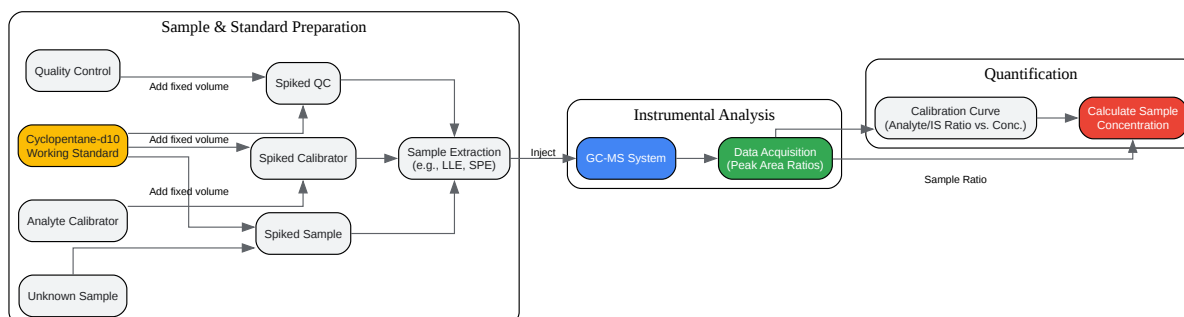 Sample & Standard Preparation
Quality Control
Add fixed volume
Spiked QC
Cyclopentane-d10
Working Standard
Add fixed volume
Spiked Calibrator
Sample Extraction
(e.g., LLE, SPE)
Add fixed volume
Analyte Calibrator
Spiked Sample
Unknown Sample
Inject
Instrumental Analysis
GC-MS System
Data Acquisition
(Peak Area Ratios)
Quantification
Calibration Curve
(Analyte/IS Ratio vs. Conc.)
Calculate Sample
Concentration
Sample Ratio